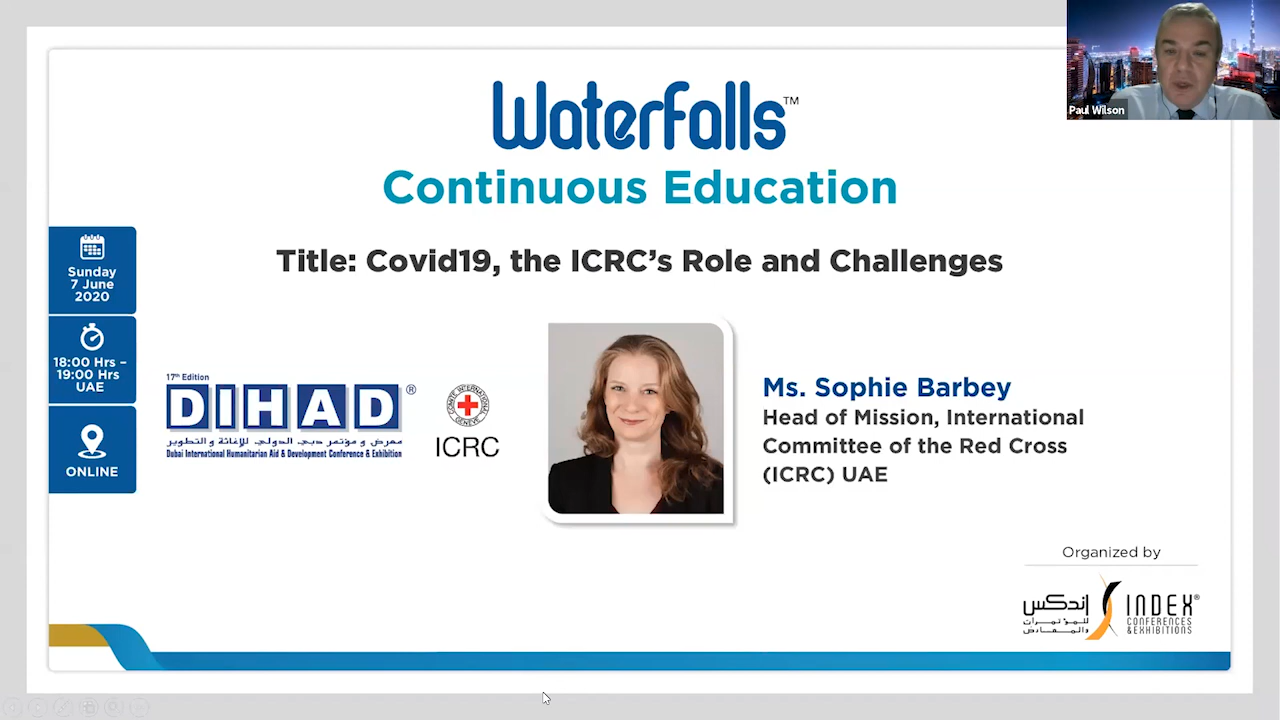 Waterfalls™
Continuous Education
Title: Covid19, the ICRC's Role and Challenges
Paul Wilson
Sunday
7 June
2020
18:00 Hrs –
19:00 Hrs
UAE
ONLINE
17th Edition
DIHAD®
معرض و مؤتمر دبي الدولي للإغاثة و التطوير
Dubai International Humanitarian Aid & Development Conference & Exhibition
COMITE INTERNATIONAL
GENEVE
ICRC
Ms. Sophie Barbey
Head of Mission, International
Committee of the Red Cross
(ICRC) UAE
Organized by
إندكس
للمؤتمرات
والمعارض
INDEX®
CONFERENCES
& EXHIBITIONS